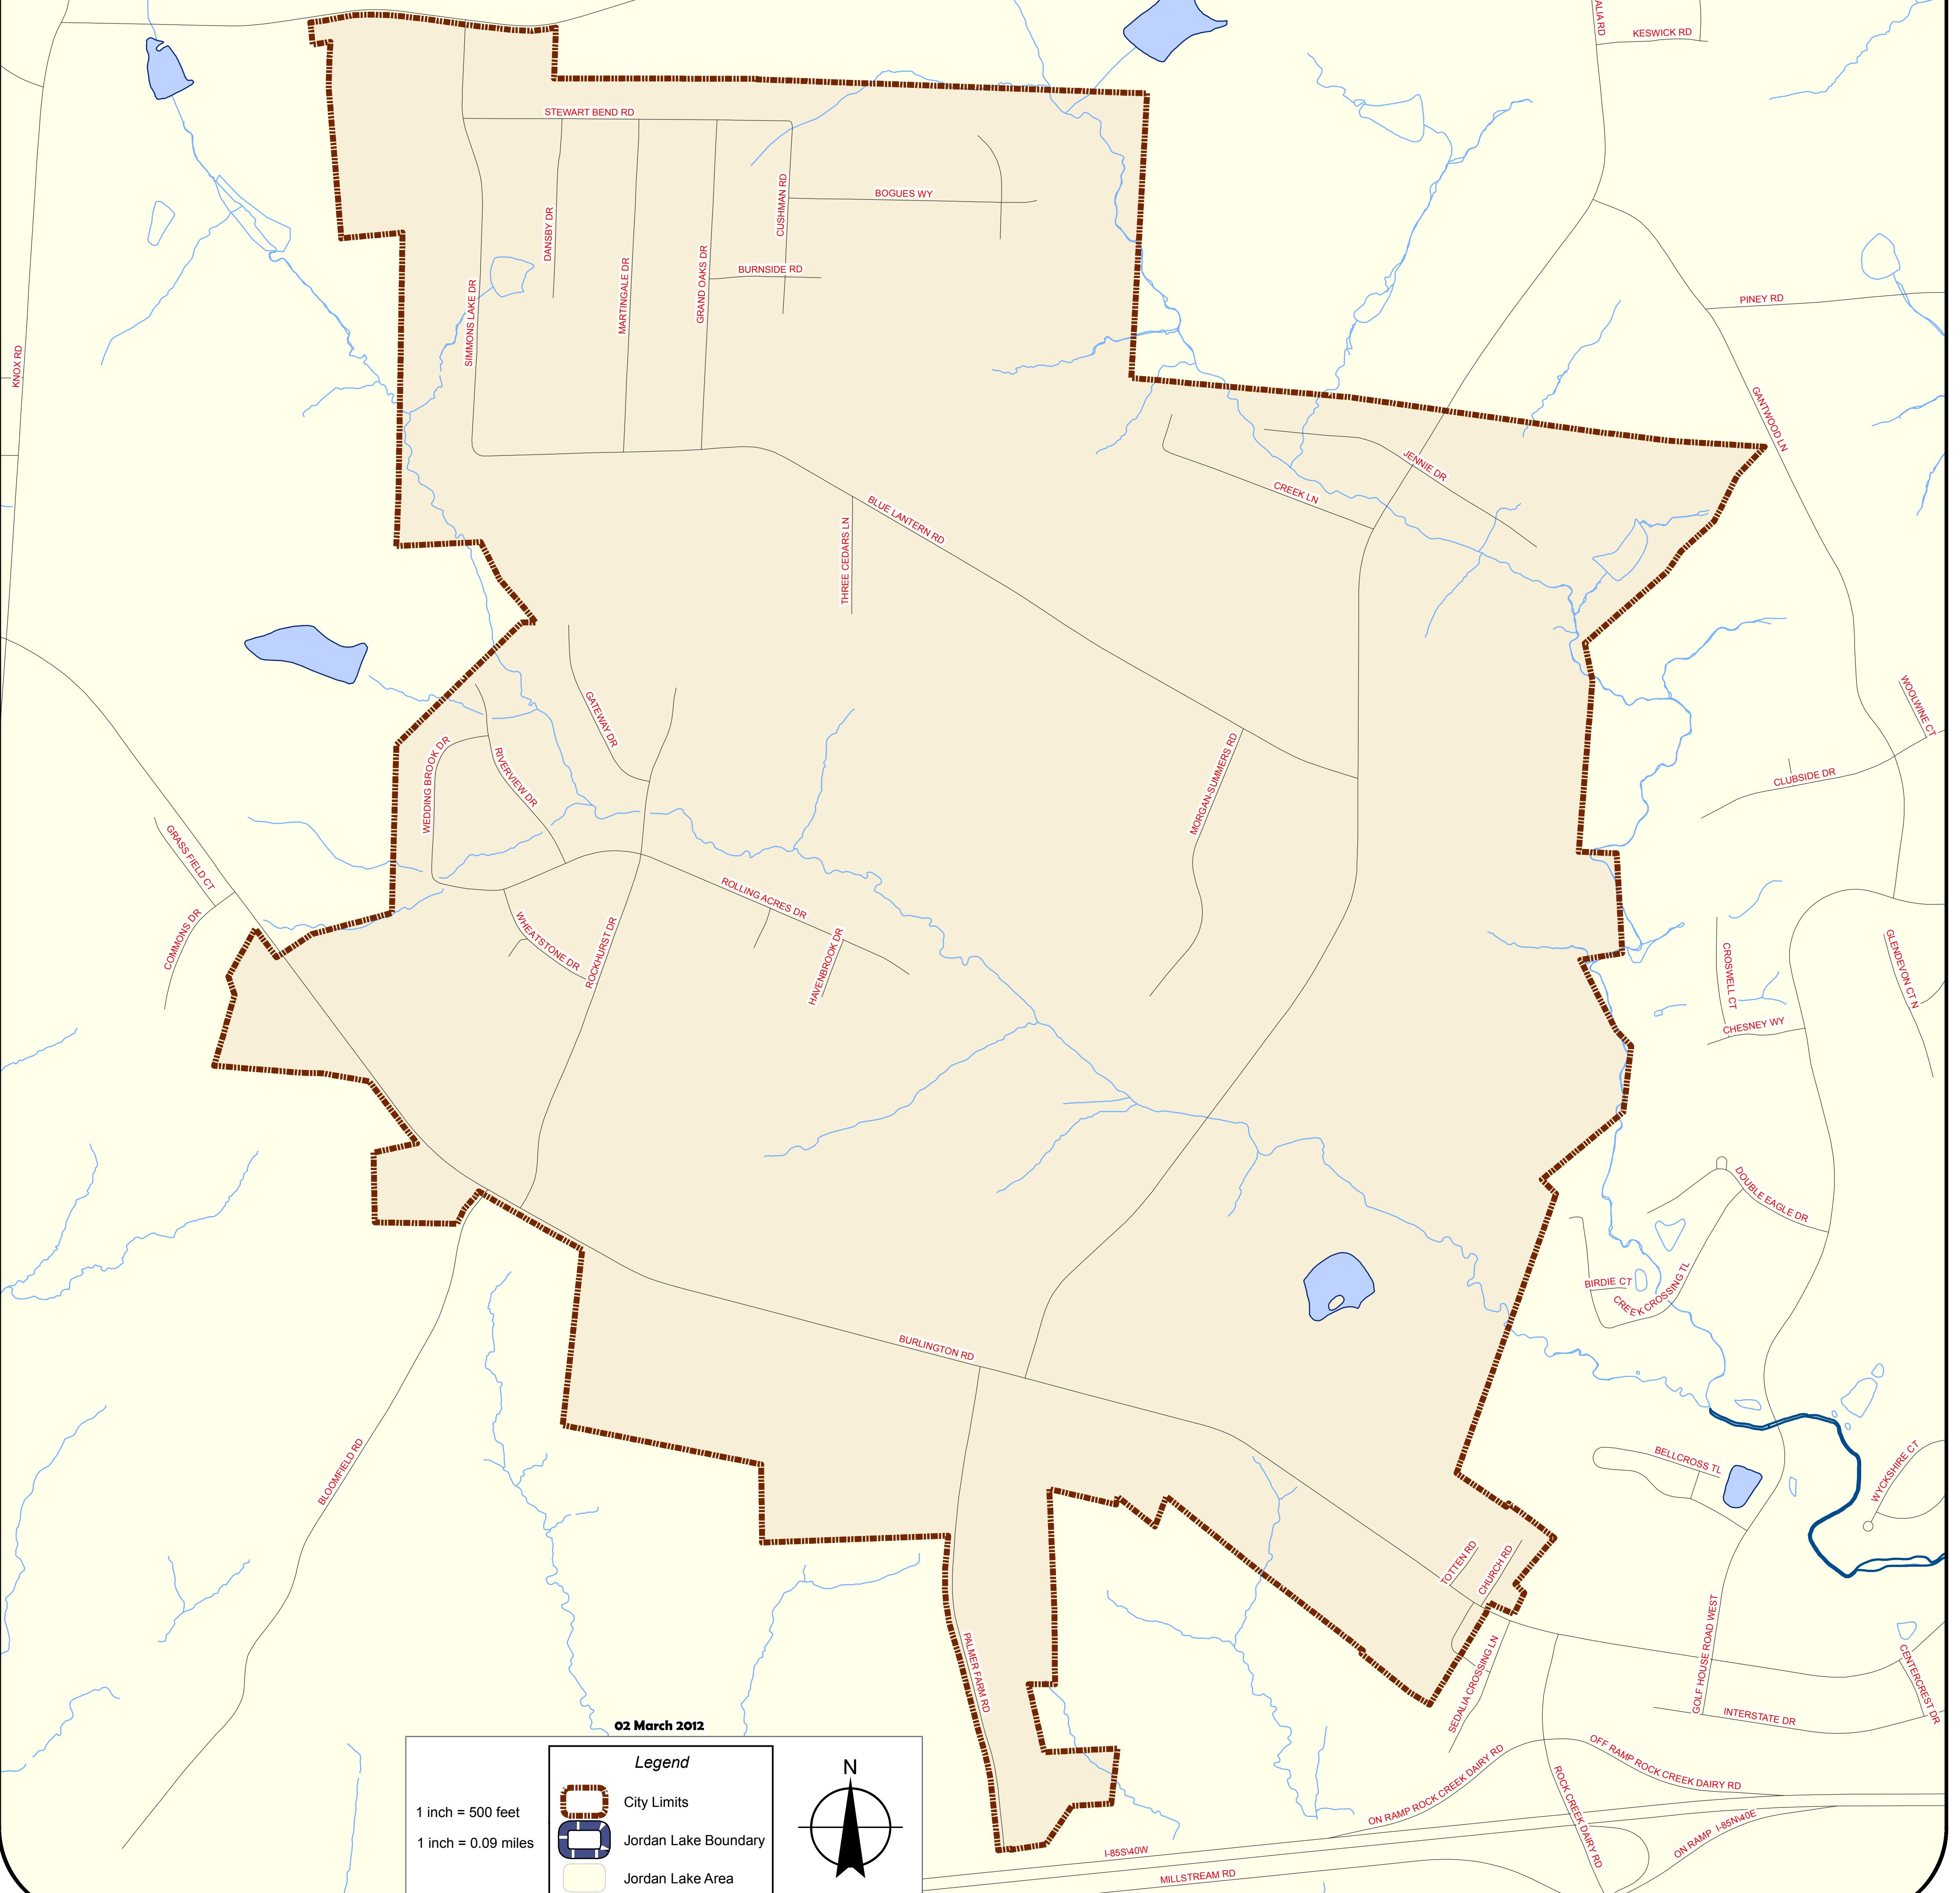 ALIA RD
KESWICK RD
STEWART BEND RD
BOGUES WY
CUSHMAN RD
DANSBY DR
MARTINGALE DR
GRAND OAKS DR
BURNSIDE RD
SIMMONS LAKE DR
PINEY RD
KNOX RD
GANTWOOD LN
JENNIE DR
CREEK LN
BLUE LANTERN RD
THREE CEDARS LN
WOOLWINE CT
GATEWAY DR
WEDDING BROOK DR
RIVERVIEW DR
MORGAN-SUMMERS RD
CLUBSIDE DR
GRASS FIELD CT
COMMONS DR
ROLLING ACRES DR
WHEATSTONE DR
ROCKHURST DR
HAVENBROOK DR
CROSWELL CT
GLENDEVON CT N
CHESNEY WY
DOUBLE EAGLE DR
BIRDIE CT
CREEK CROSSING TL
BURLINGTON RD
BLOOMFIELD RD
BELLCROSS TL
WYCKSHIRE CT
TOTTEN RD
CHURCH RD
PALMER FARM RD
SEDALIA CROSSING LN
GOLF HOUSE ROAD WEST
CENTERCREST DR
INTERSTATE DR
OFF RAMP ROCK CREEK DAIRY RD
ON RAMP ROCK CREEK DAIRY RD
ROCK CREEK DAIRY RD
ON RAMP I-85N\40E
I-85S\40W
MILLSTREAM RD
02 March 2012
Legend
N
City Limits
1 inch = 500 feet
Jordan Lake Boundary
1 inch = 0.09 miles
Jordan Lake Area